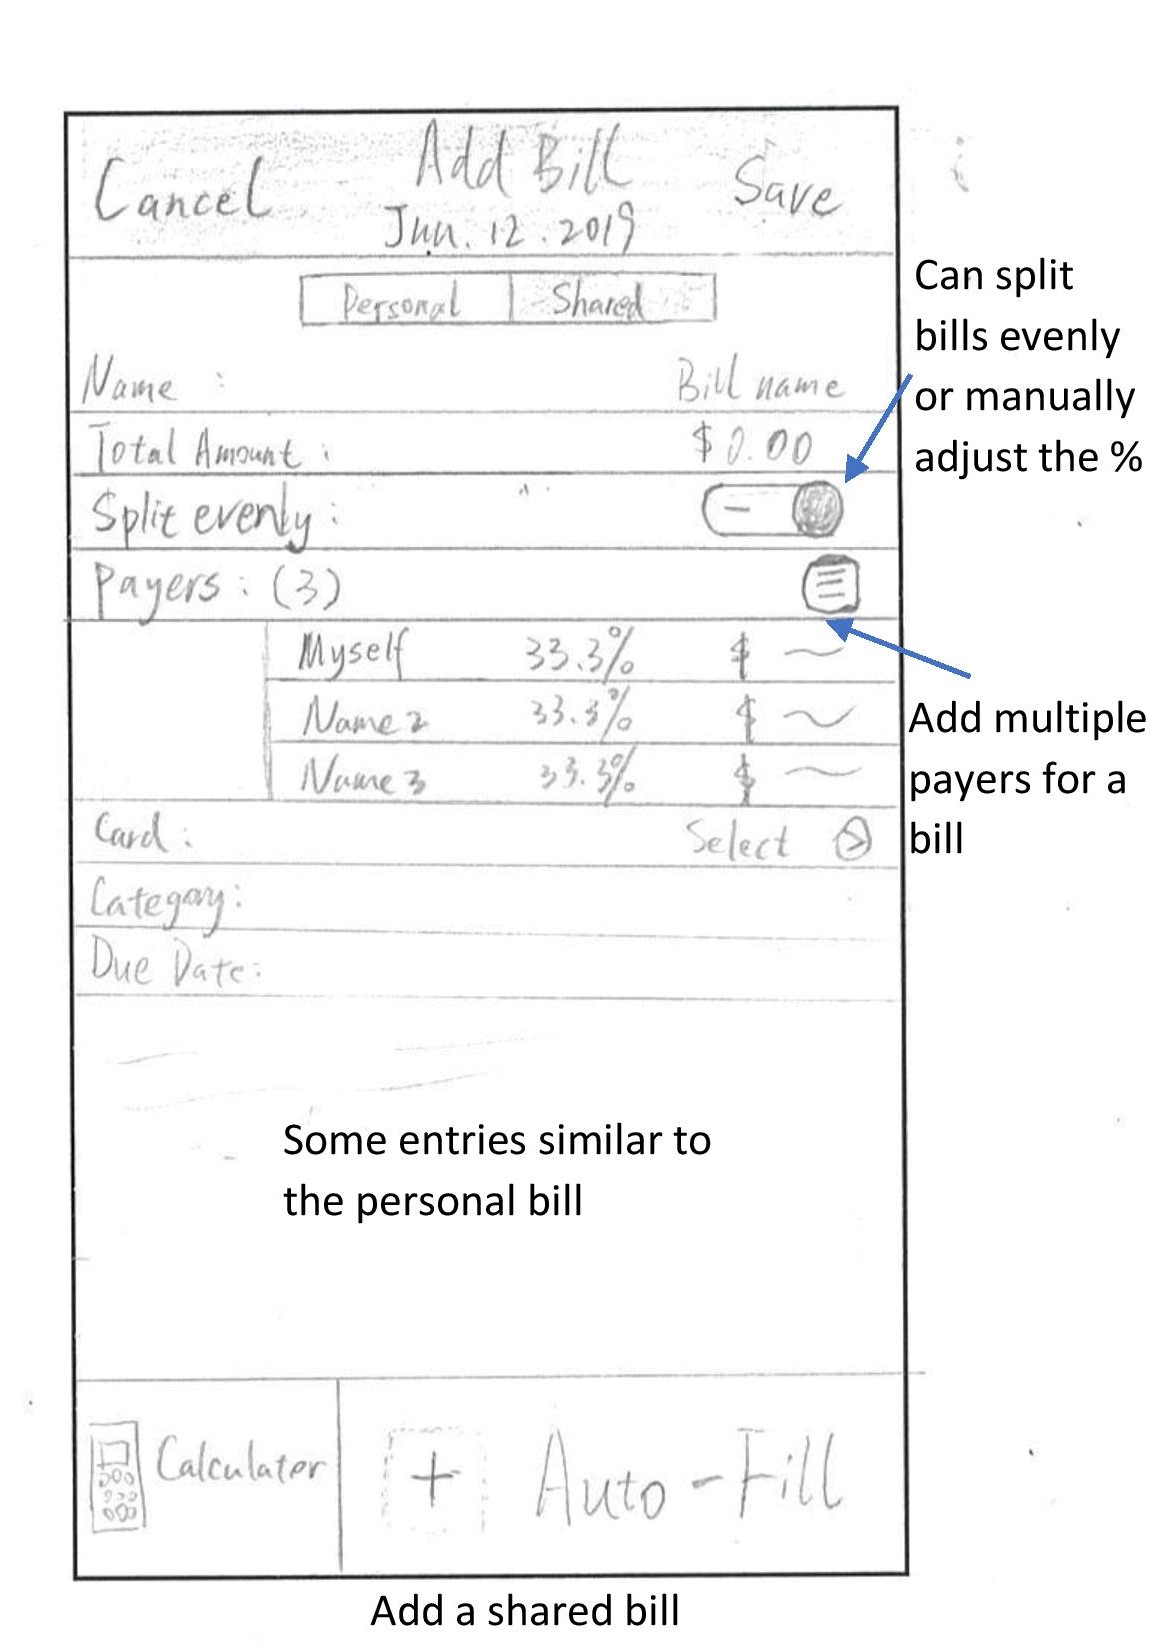 Cancel Add Bill Save
Jun. 12. 2019
Personal Shared
Name : Bill name
Total Amount : $0.00
Split evenly :
Payers : (3)
Myself 33.3% $
Name 2 33.3% $
Name 3 33.3% $
Card : Select
Category:
Due Date:
Some entries similar to
the personal bill
Calculator + Auto-Fill
Add a shared bill
Can split
bills evenly
or manually
adjust the %
Add multiple
payers for a
bill